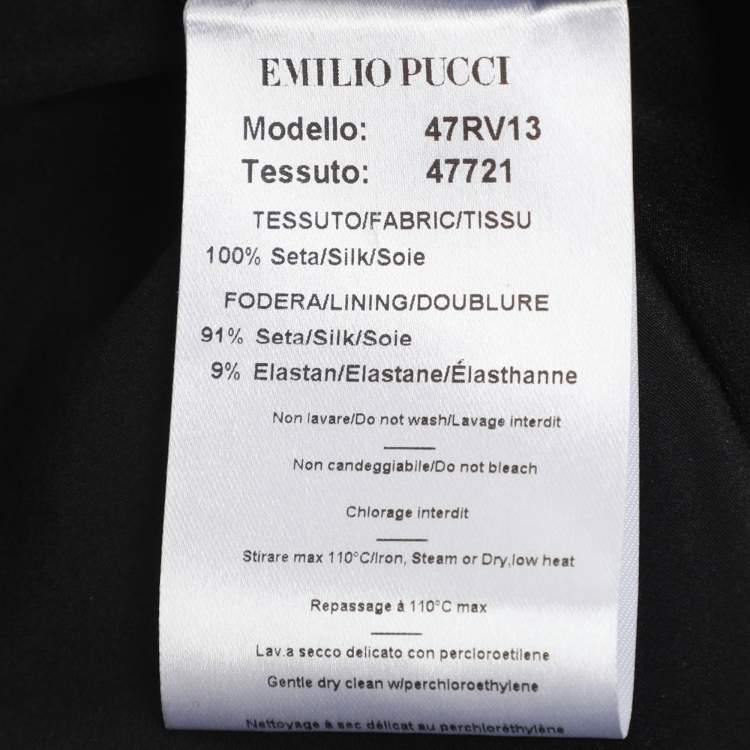 EMILIO PUCCI
Modello: 47RV13
Tessuto: 47721
TESSUTO/FABRIC/TISSU
100% Seta/Silk/Soie
FODERA/LINING/DOUBLURE
91% Seta/Silk/Soie
9% Elastan/Elastane/Élasthanne
Non lavare/Do not wash/Lavage interdit
Non candeggiabile/Do not bleach
Chlorage interdit
Stirare max 110°C/Iron, Steam or Dry,low heat
Repassage à 110°C max
Lav.a secco delicato con percloroetilene
Gentle dry clean w/perchloroethylene
Nettoyage à sec délicat au perchloréthylène